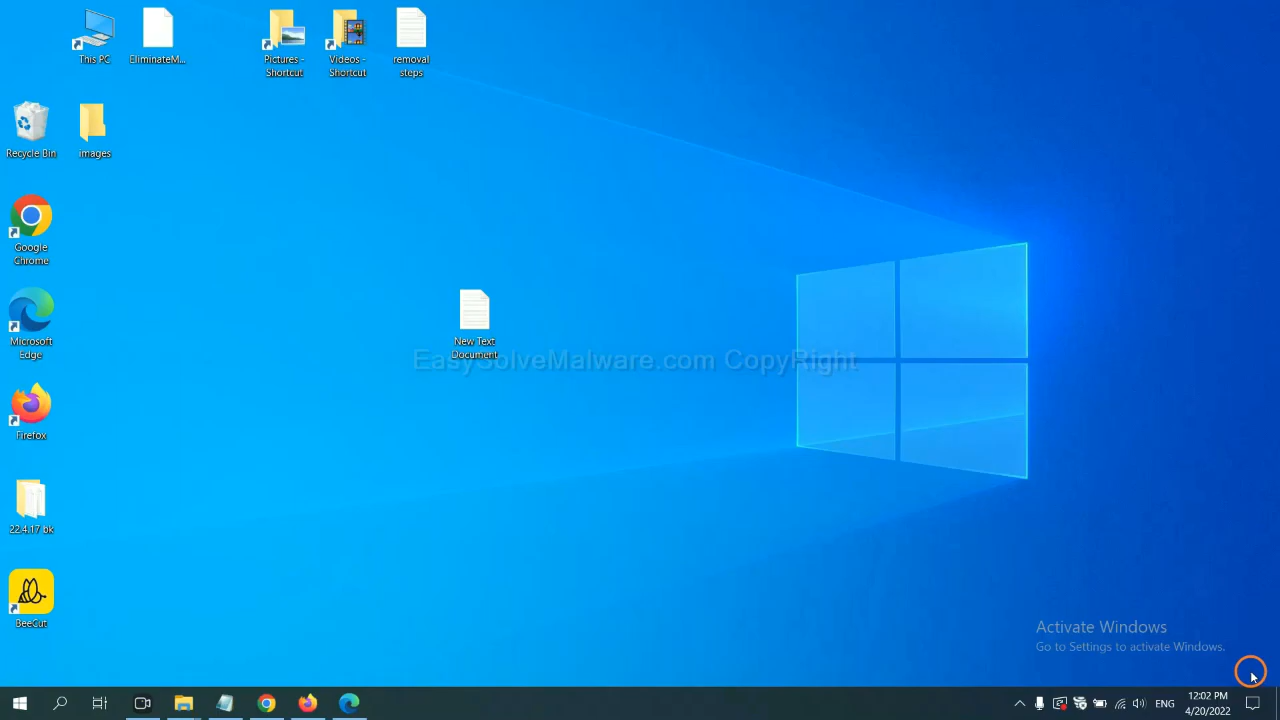 This PC
EliminateM...
Pictures -
Shortcut
Videos -
Shortcut
removal
steps
Recycle Bin
images
Google
Chrome
Microsoft
Edge
New Text
Document
EasySolveMalware.com CopyRight
Firefox
22.4.17 bk
BeeCut
Activate Windows
Go to Settings to activate Windows.
ENG
12:02 PM
4/20/2022